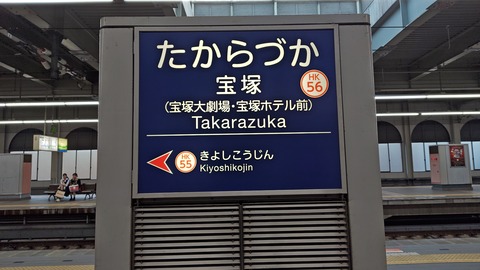 たからづか
宝塚
HK
56
(宝塚大劇場・宝塚ホテル前)
Takarazuka
HK
55
きよしこうじん
Kiyoshikojin